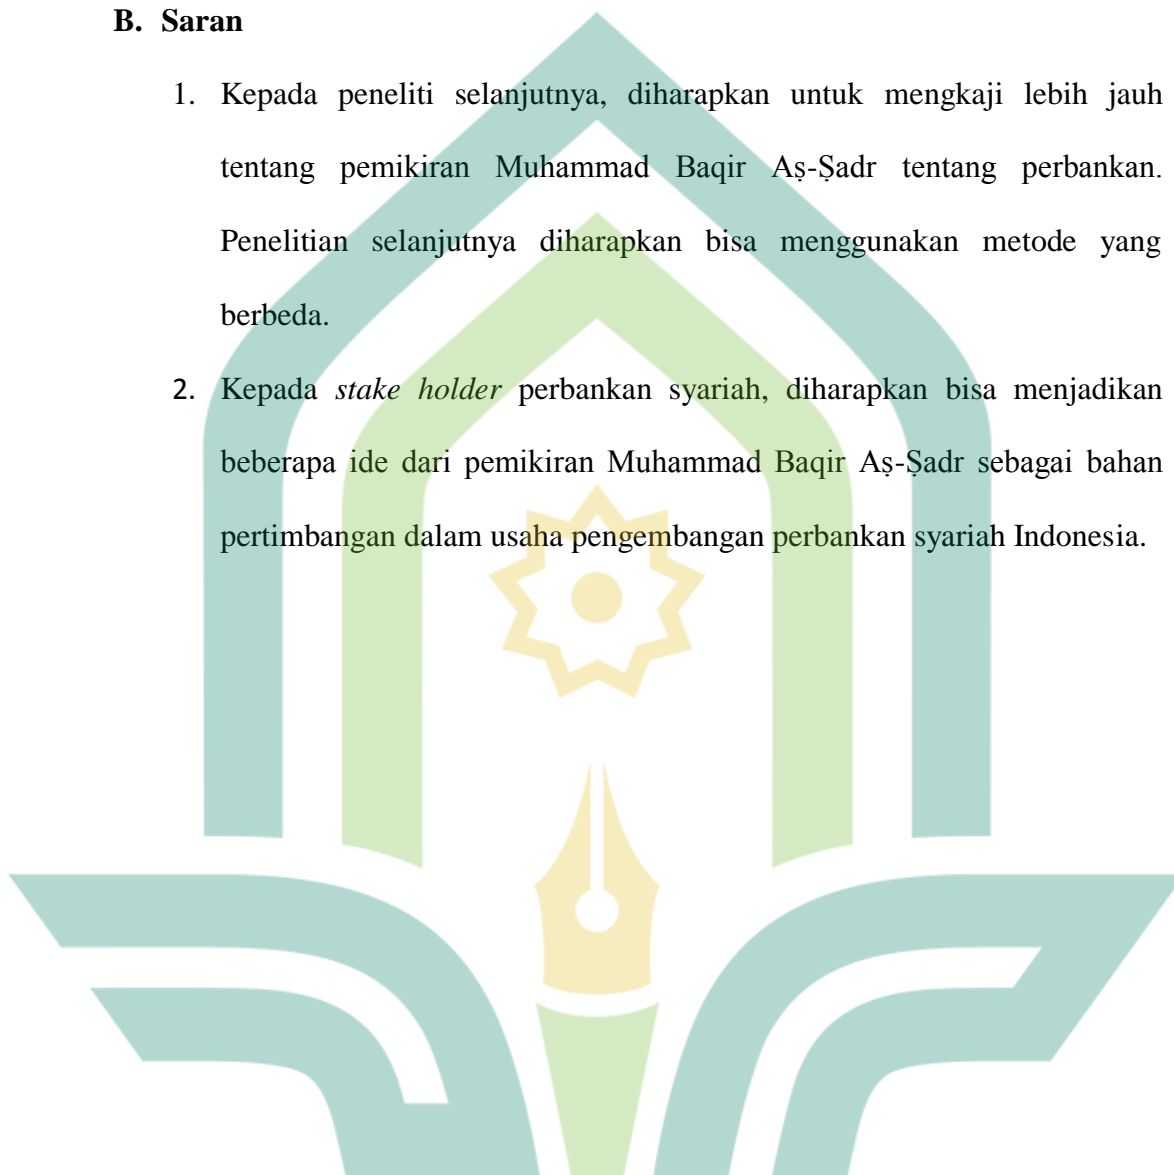 B. Saran
1. Kepada peneliti selanjutnya, diharapkan untuk mengkaji lebih jauh
tentang pemikiran Muhammad Baqir Aṣ-Ṣadr tentang perbankan.
Penelitian selanjutnya diharapkan bisa menggunakan metode yang
berbeda.
2. Kepada stake holder perbankan syariah, diharapkan bisa menjadikan
beberapa ide dari pemikiran Muhammad Baqir Aṣ-Ṣadr sebagai bahan
pertimbangan dalam usaha pengembangan perbankan syariah Indonesia.